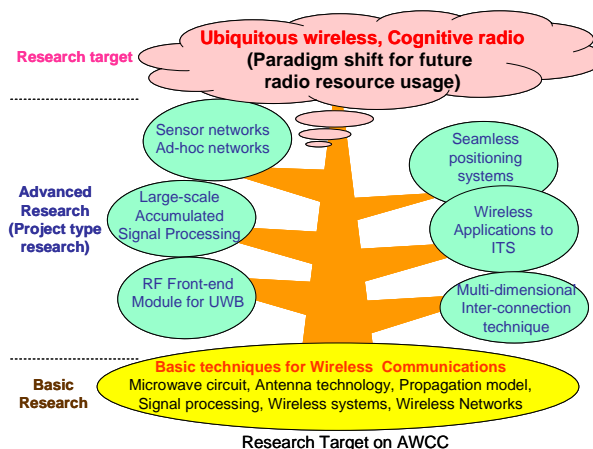 Research target
Ubiquitous wireless, Cognitive radio
(Paradigm shift for future
radio resource usage)
Sensor networks
Ad-hoc networks
Seamless
positioning
systems
Advanced
Research
(Project type
research)
Large-scale
Accumulated
Signal Processing
Wireless
Applications to
ITS
RF Front-end
Module for UWB
Multi-dimensional
Inter-connection
technique
Basic
Research
Basic techniques for Wireless Communications
Microwave circuit, Antenna technology, Propagation model,
Signal processing, Wireless systems, Wireless Networks
Research Target on AWCC